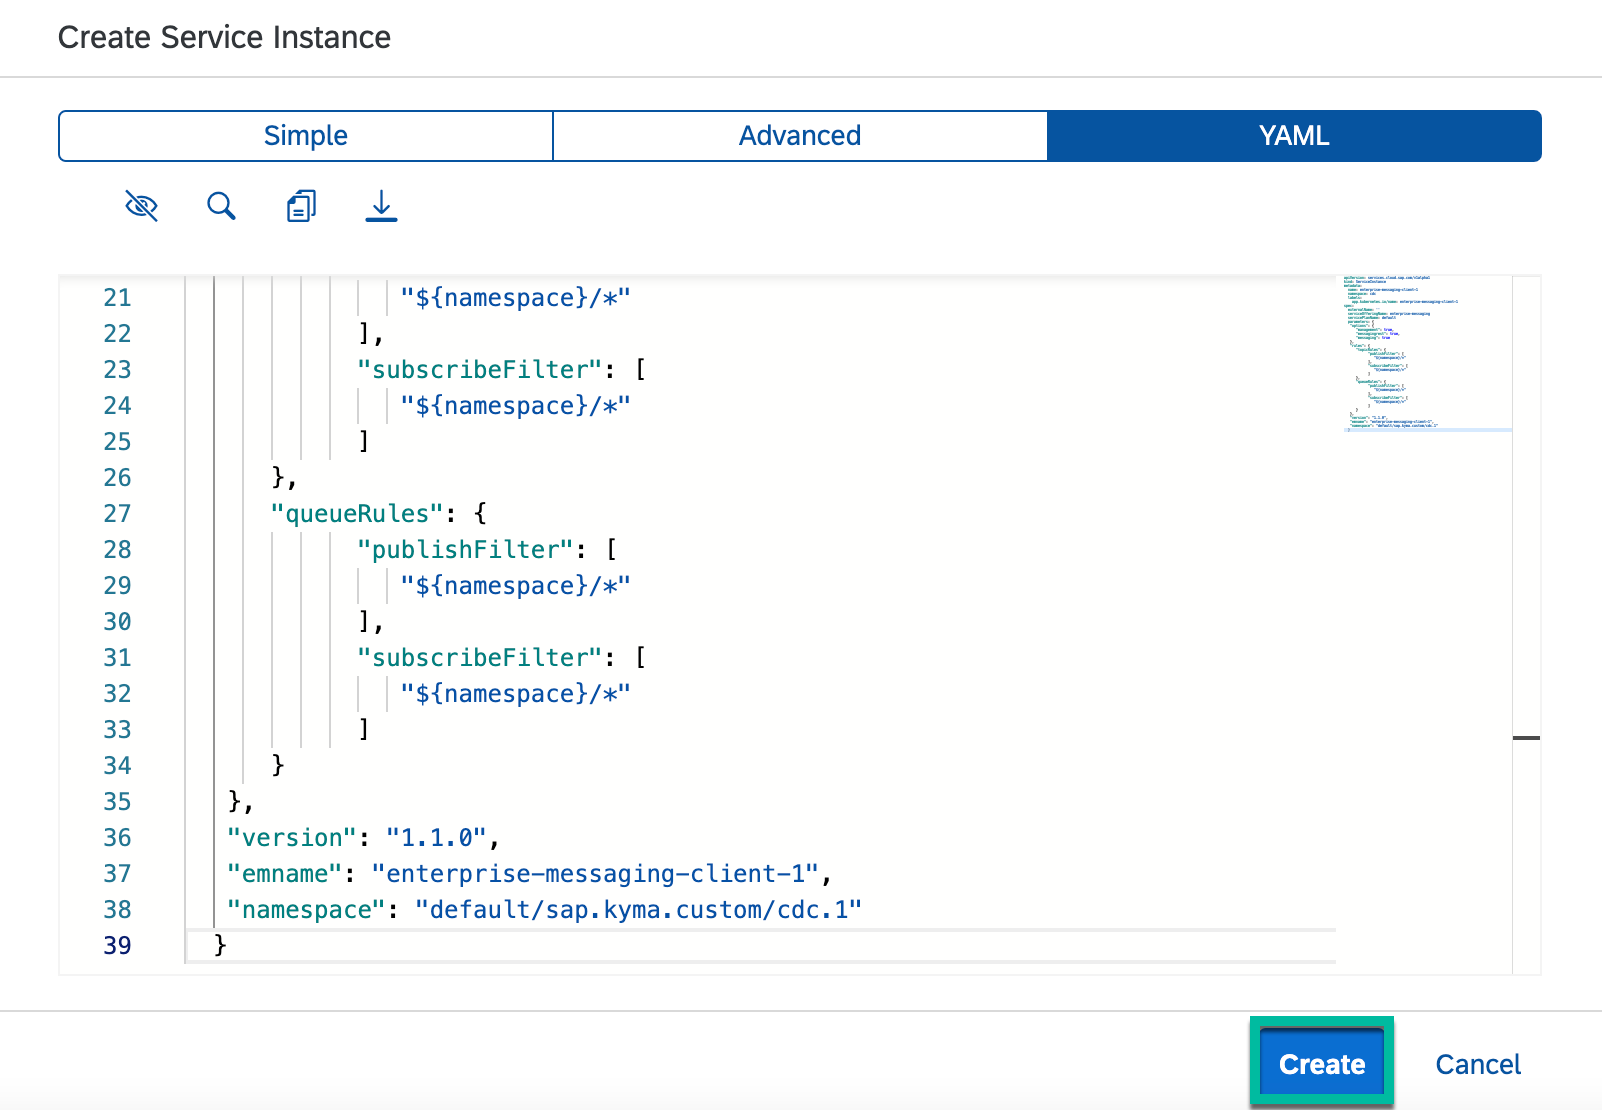 Create Service Instance
Simple Advanced YAML
21 "${namespace}/*"
22 ],
23 "subscribeFilter": [
24 "${namespace}/*"
25 ]
26 },
27 "queueRules": {
28 "publishFilter": [
29 "${namespace}/*"
30 ],
31 "subscribeFilter": [
32 "${namespace}/*"
33 ]
34 }
35 },
36 "version": "1.1.0",
37 "emname": "enterprise-messaging-client-1",
38 "namespace": "default/sap.kyma.custom/cdc.1"
39 }
Create Cancel